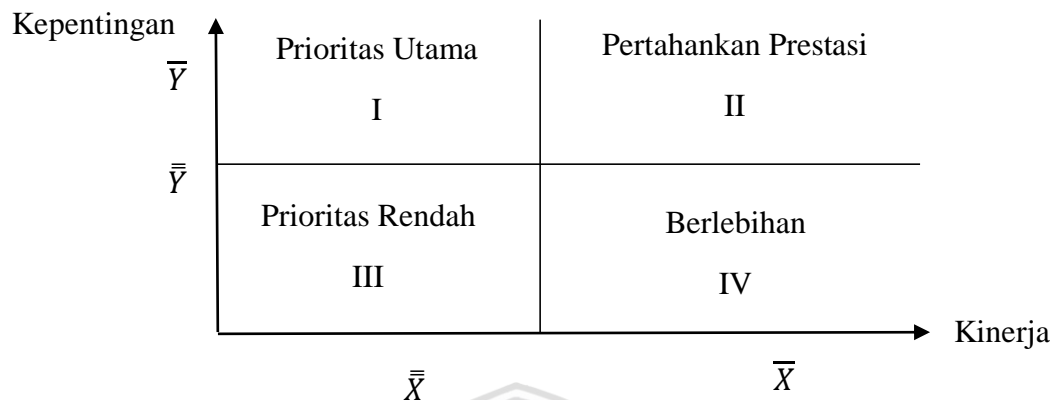 Kepentingan
Prioritas Utama
Pertahankan Prestasi
Y̅
I
II
Y̿
Prioritas Rendah
Berlebihan
III
IV
Kinerja
X̿
X̅